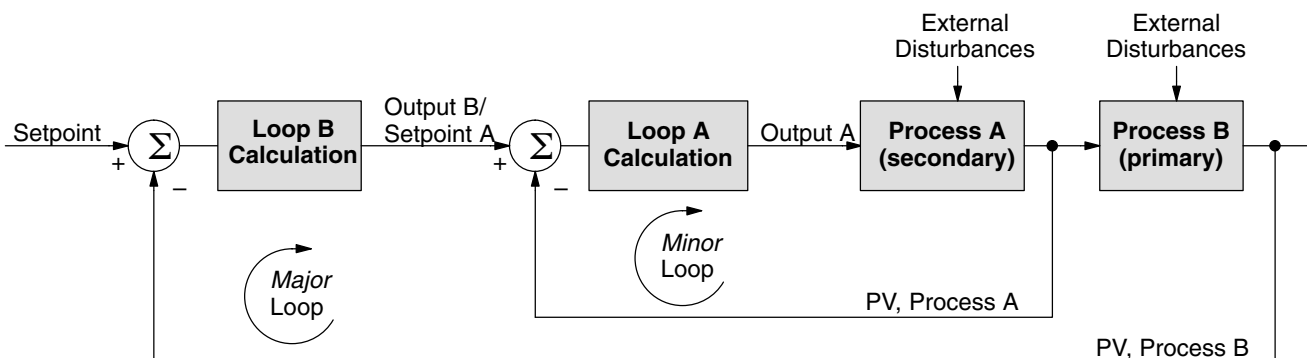 External
Disturbances
External
Disturbances
Setpoint
+
Σ
−
Loop B
Calculation
Output B/
Setpoint A
+
Σ
−
Loop A
Calculation
Output A
Process A
(secondary)
Process B
(primary)
Major
Loop
Minor
Loop
PV, Process A
PV, Process B